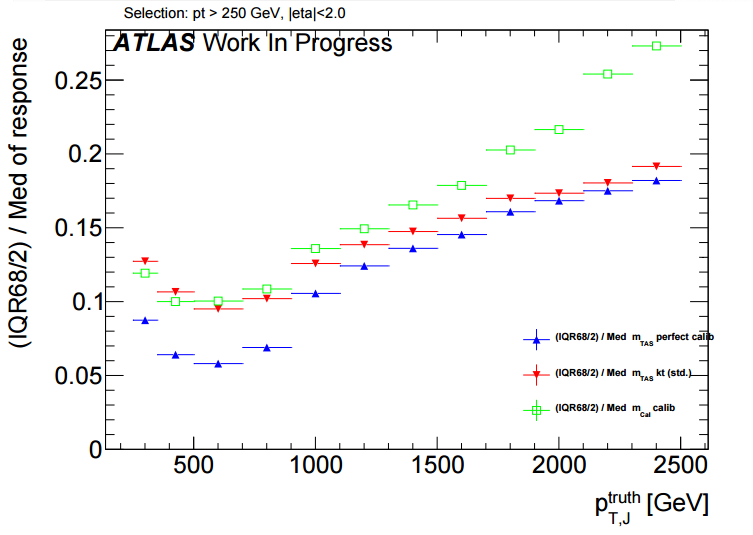 Selection: pt > 250 GeV, |eta|<2.0
ATLAS Work In Progress
(IQR68/2) / Med of response
0.25
0.2
0.15
0.1
0.05
0
500
1000
1500
2000
2500
(IQR68/2) / Med m_TAS perfect calib
(IQR68/2) / Med m_TAS kt (std.)
(IQR68/2) / Med m_Cal calib
p_T,J^truth [GeV]